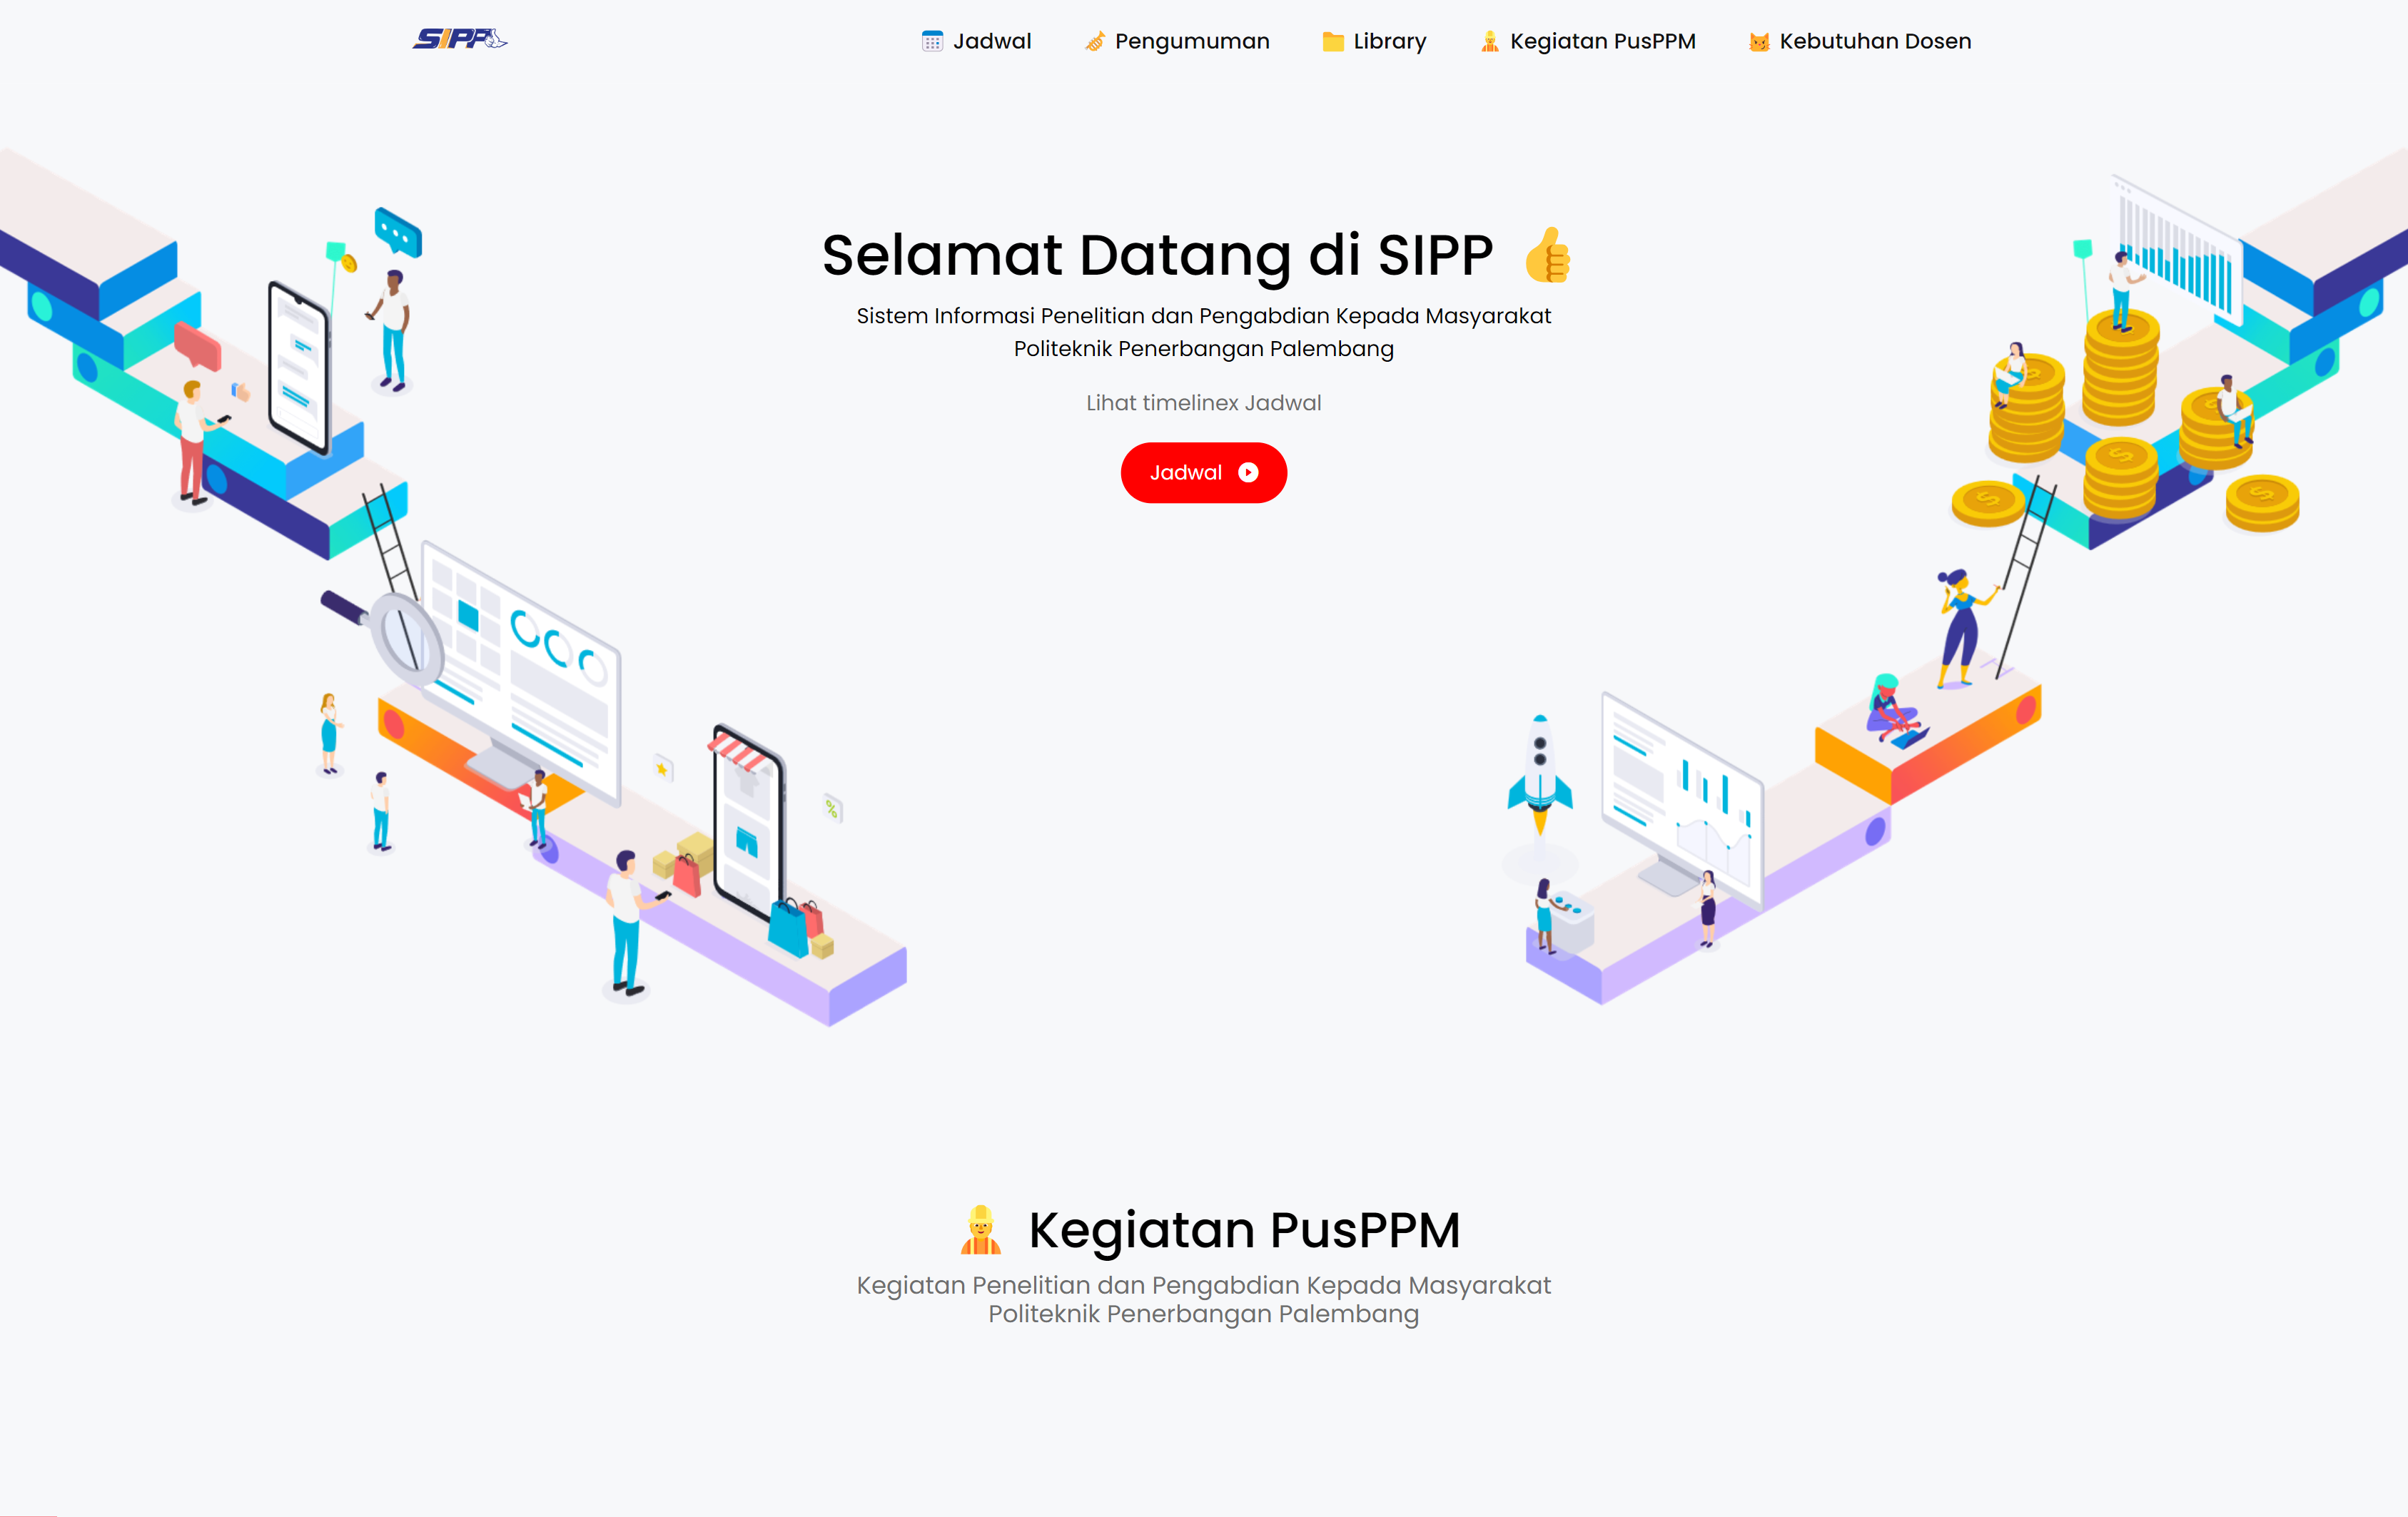 SIPP
Jadwal
Pengumuman
Library
Kegiatan PusPPM
Kebutuhan Dosen
Selamat Datang di SIPP 👍
Sistem Informasi Penelitian dan Pengabdian Kepada Masyarakat
Politeknik Penerbangan Palembang
Lihat timelinex Jadwal
Jadwal
%
Kegiatan PusPPM
Kegiatan Penelitian dan Pengabdian Kepada Masyarakat
Politeknik Penerbangan Palembang